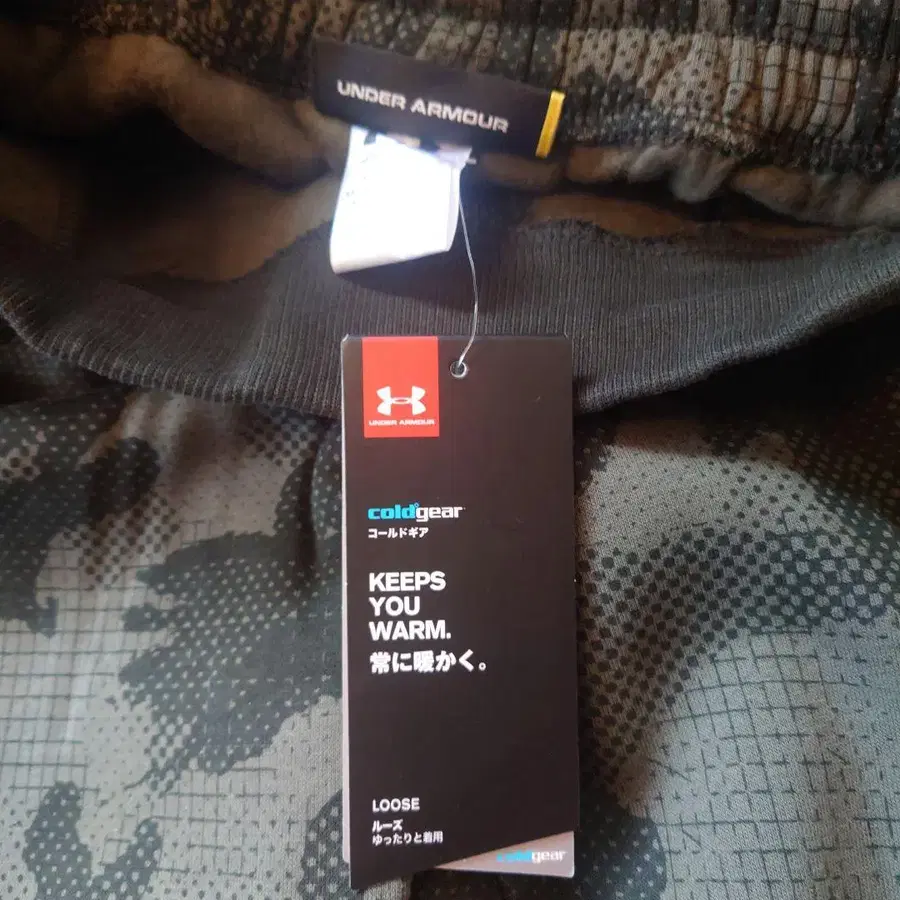 UNDER ARMOUR
UNDER ARMOUR
coldgear
コールドギア
KEEPS
YOU
WARM.
常に暖かく。
LOOSE
ルーズ
ゆったりと着用
coldgear